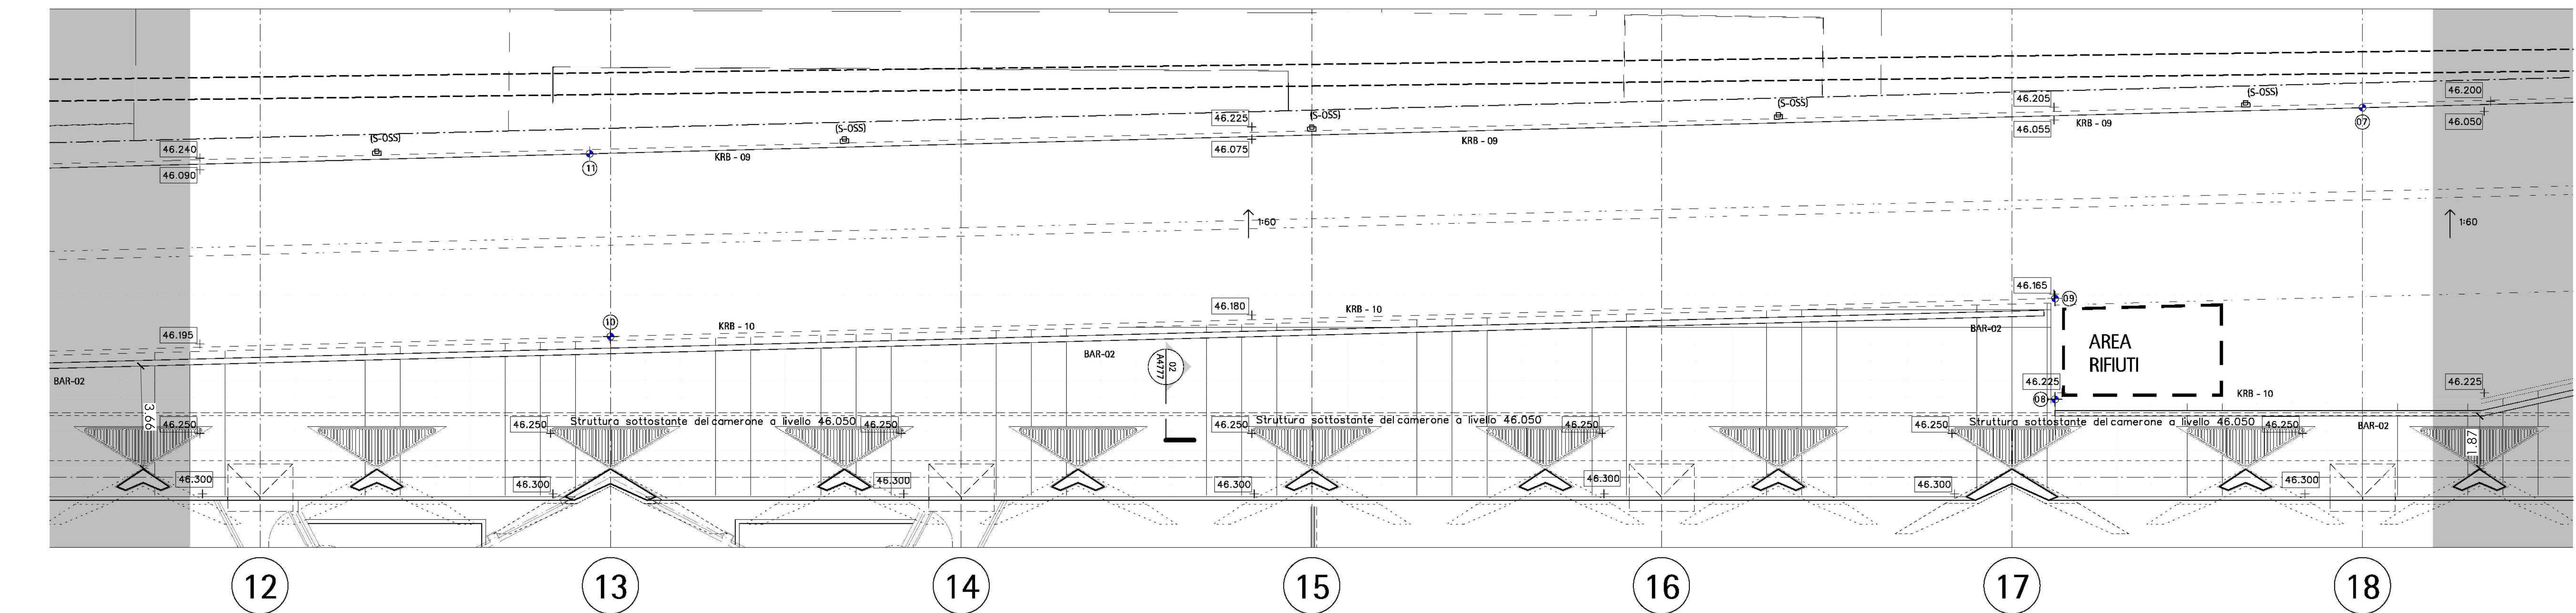 46.200
(S-OSS)
46.205
(S-OSS)
46.225
(S-OSS)
46.050
07
46.055
KRB - 09
(S-OSS)
(S-OSS)
46.240
46.075
KRB - 09
KRB - 09
11
46.090
1:60
1:60
46.165
09
46.180
KRB - 10
10
KRB - 10
46.195
BAR-02
AREA
RIFIUTI
BAR-02
02
A4777
BAR-02
46.225
46.225
KRB - 10
08
3.66
46.250
46.250
Struttura sottostante del camerone a livello 46.050
46.250
46.250
Struttura sottostante del camerone a livello 46.050
46.250
46.250
Struttura sottostante del camerone a livello 46.050
46.250
BAR-02
1.87
46.300
46.300
46.300
46.300
46.300
46.300
46.300
12
13
14
15
16
17
18